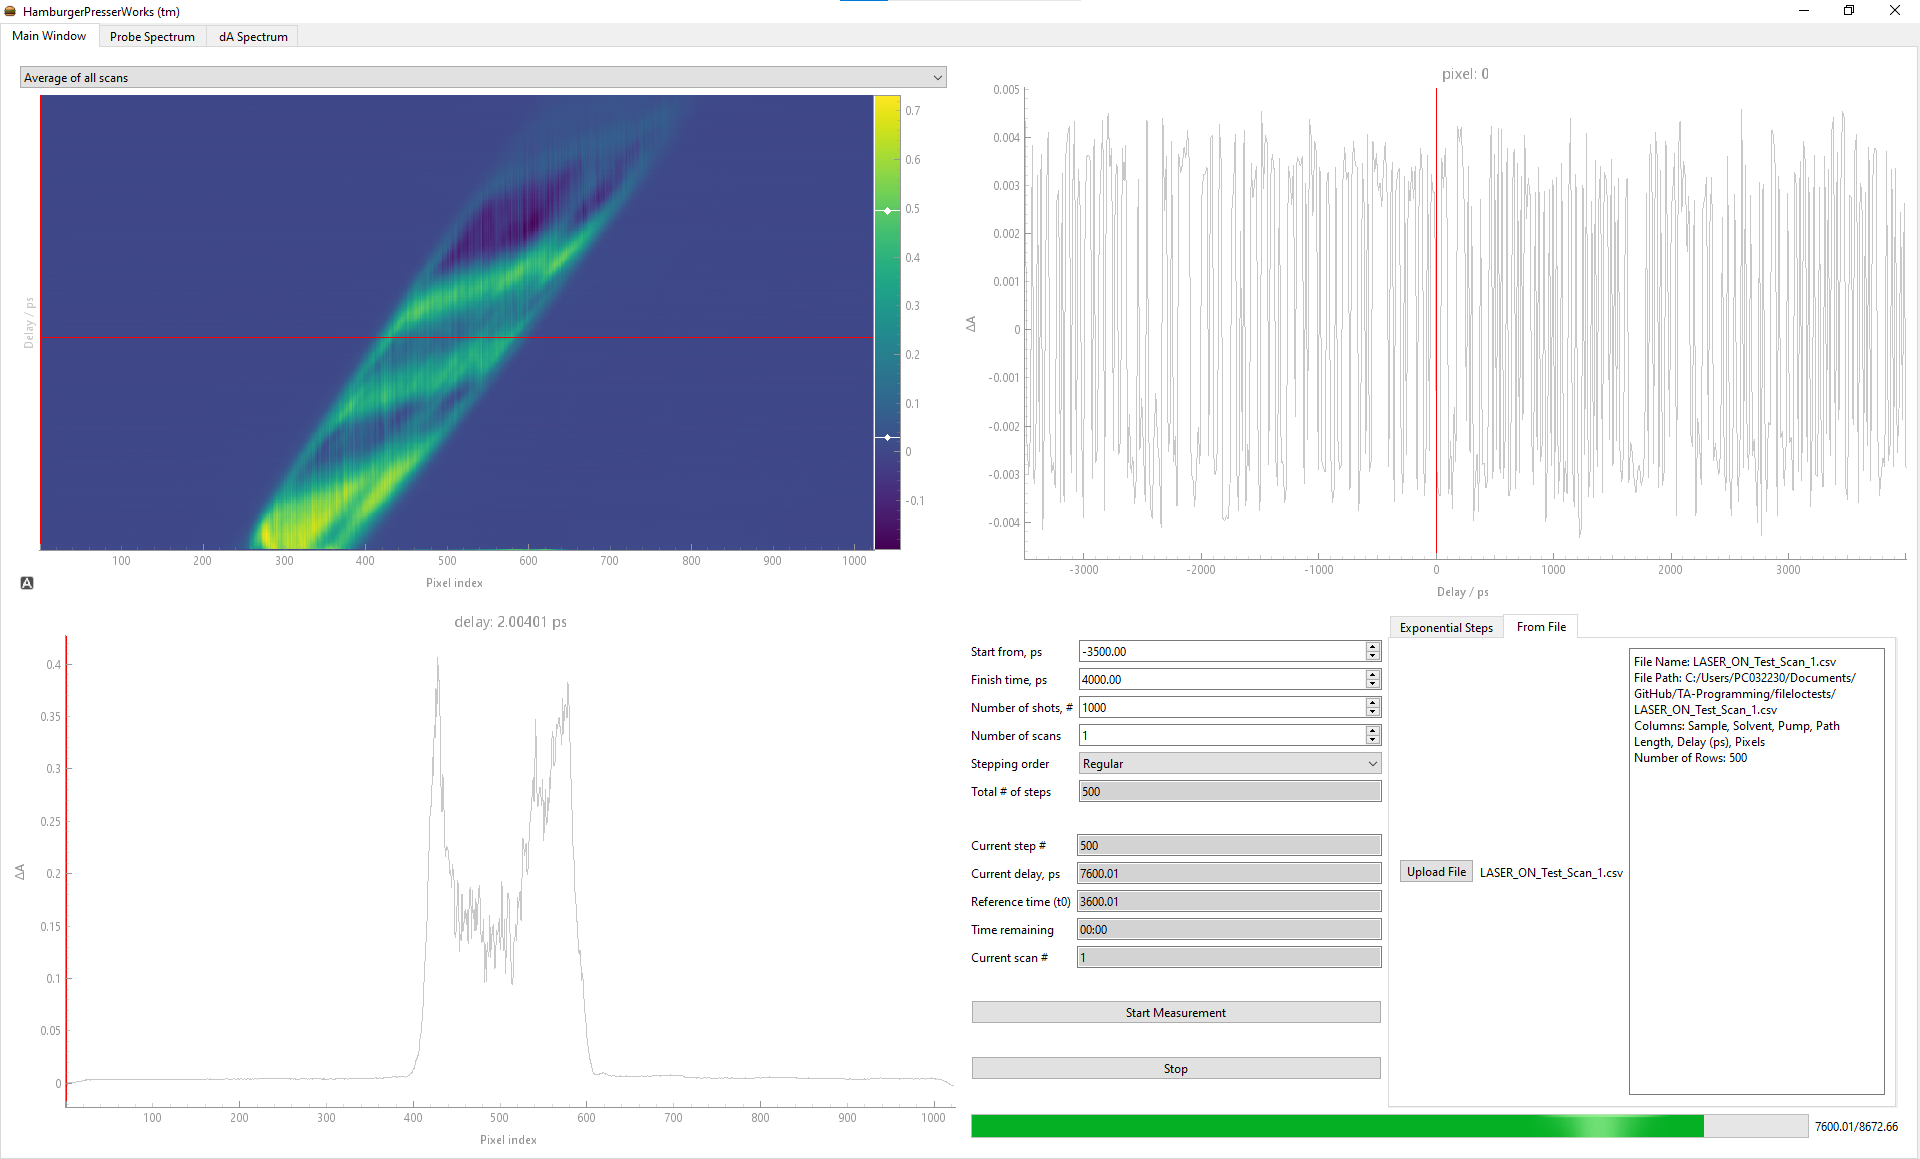 HamburgerPresserWorks (tm)
Main Window
Probe Spectrum
dA Spectrum
Average of all scans
Delay / ps
0.7
0.6
0.5
0.4
0.3
0.2
0.1
0
-0.1
100 200 300 400 500 600 700 800 900 1000
Pixel index
A
pixel: 0
ΔA
0.005
0.004
0.003
0.002
0.001
0
-0.001
-0.002
-0.003
-0.004
-3000 -2000 -1000 0 1000 2000 3000
Delay / ps
delay: 2.00401 ps
ΔA
0.4
0.35
0.3
0.25
0.2
0.15
0.1
0.05
0
100 200 300 400 500 600 700 800 900 1000
Pixel index
Start from, ps -3500.00
Finish time, ps 4000.00
Number of shots, # 1000
Number of scans 1
Stepping order Regular
Total # of steps 500
Current step # 500
Current delay, ps 7600.01
Reference time (t0) 3600.01
Time remaining 00:00
Current scan # 1
Start Measurement
Stop
Exponential Steps
From File
Upload File
LASER_ON_Test_Scan_1.csv
File Name: LASER_ON_Test_Scan_1.csv
File Path: C:/Users/PC032230/Documents/
GitHub/TA-Programming/fileloctests/
LASER_ON_Test_Scan_1.csv
Columns: Sample, Solvent, Pump, Path
Length, Delay (ps), Pixels
Number of Rows: 500
7600.01/8672.66